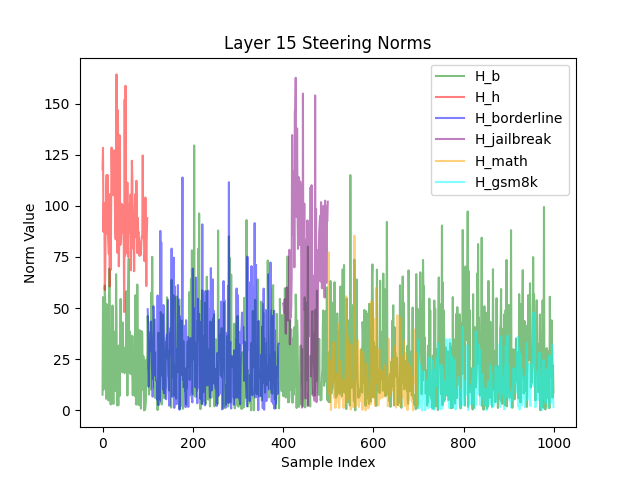 Layer 15 Steering Norms
Norm Value
150
125
100
75
50
25
0
H_b
H_h
H_borderline
H_jailbreak
H_math
H_gsm8k
0 200 400 600 800 1000
Sample Index